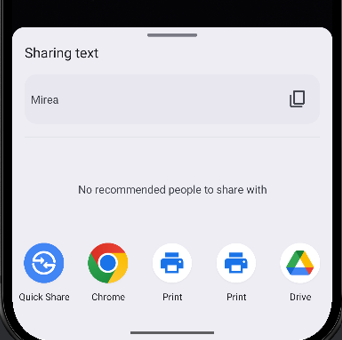 Sharing text
Mirea
No recommended people to share with
Quick Share
Chrome
Print
Print
Drive